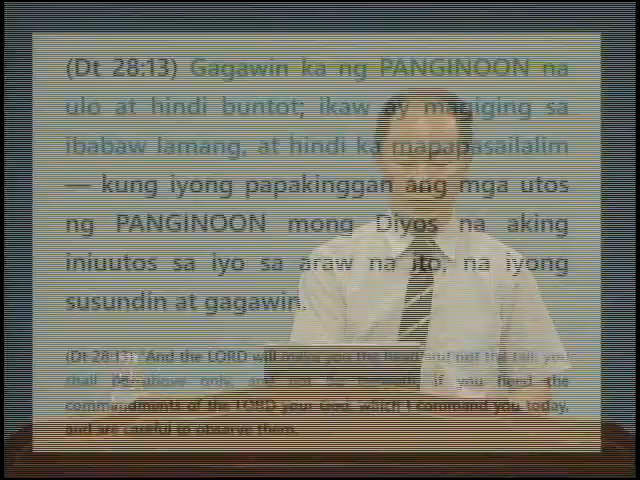 (Dt 28:13) Gagawin ka ng PANGINOON na
ulo at hindi buntot; ikaw ay magiging sa
ibabaw lamang, at hindi ka mapapasailalim
— kung iyong papakinggan ang mga utos
ng PANGINOON mong Diyos na aking
iniuutos sa iyo sa araw na ito, na iyong
susundin at gagawin.
(Dt 28:13) "And the LORD will make you the head and not the tail; you
shall be above only, and not be beneath, if you heed the
commandments of the LORD your God, which I command you today,
and are careful to observe them.